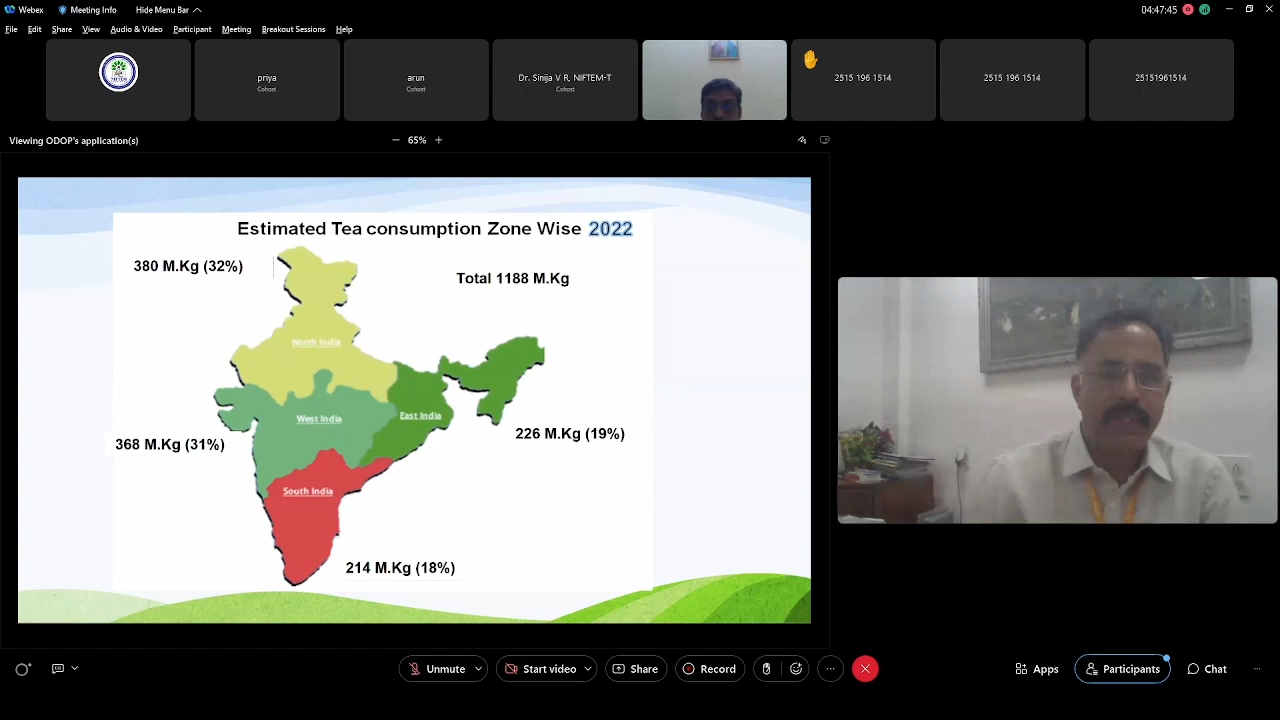 Webex
Meeting Info
Hide Menu Bar
04:47:45
File Edit Share View Audio & Video Participant Meeting Breakout Sessions Help
priya
Cohost
arun
Cohost
Dr. Sinija V R, NIFTEM-T
Cohost
2515 196 1514
2515 196 1514
25151961514
Viewing ODOP's application(s)
65%
Estimated Tea consumption Zone Wise 2022
380 M.Kg (32%)
Total 1188 M.Kg
North India
West India
East India
368 M.Kg (31%)
226 M.Kg (19%)
South India
214 M.Kg (18%)
Unmute
Start video
Share
Record
Apps
Participants
Chat